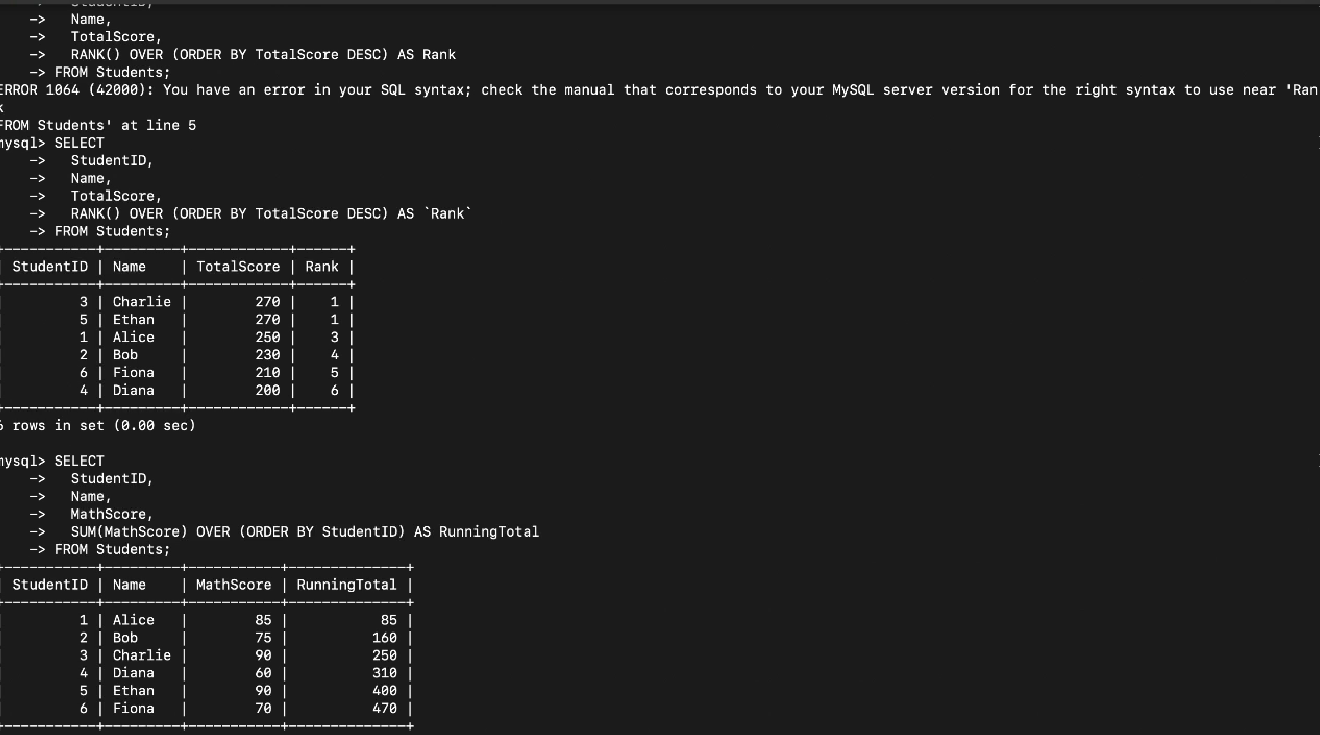 -> StudentID,
-> Name,
-> TotalScore,
-> RANK() OVER (ORDER BY TotalScore DESC) AS Rank
-> FROM Students;
ERROR 1064 (42000): You have an error in your SQL syntax; check the manual that corresponds to your MySQL server version for the right syntax to use near 'Ran
k
FROM Students' at line 5
mysql> SELECT
-> StudentID,
-> Name,
-> TotalScore,
-> RANK() OVER (ORDER BY TotalScore DESC) AS `Rank`
-> FROM Students;
+-----------+---------+------------+------+
| StudentID | Name    | TotalScore | Rank |
+-----------+---------+------------+------+
|         3 | Charlie |        270 |    1 |
|         5 | Ethan   |        270 |    1 |
|         1 | Alice   |        250 |    3 |
|         2 | Bob     |        230 |    4 |
|         6 | Fiona   |        210 |    5 |
|         4 | Diana   |        200 |    6 |
+-----------+---------+------------+------+
6 rows in set (0.00 sec)
mysql> SELECT
-> StudentID,
-> Name,
-> MathScore,
-> SUM(MathScore) OVER (ORDER BY StudentID) AS RunningTotal
-> FROM Students;
+-----------+---------+-----------+--------------+
| StudentID | Name    | MathScore | RunningTotal |
+-----------+---------+-----------+--------------+
|         1 | Alice   |        85 |           85 |
|         2 | Bob     |        75 |          160 |
|         3 | Charlie |        90 |          250 |
|         4 | Diana   |        60 |          310 |
|         5 | Ethan   |        90 |          400 |
|         6 | Fiona   |        70 |          470 |
+-----------+---------+-----------+--------------+